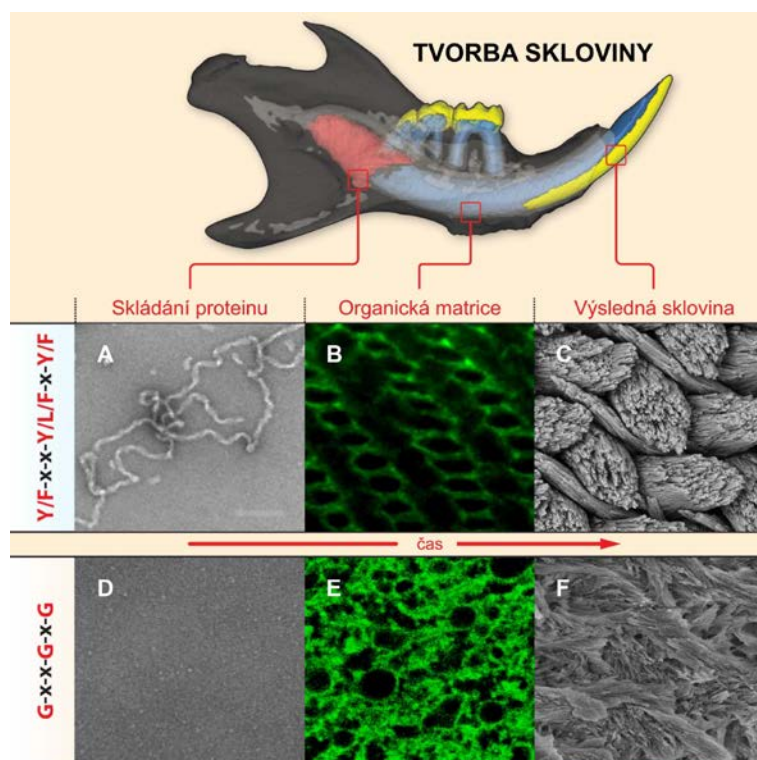 TVORBA SKLOVINY
Skládání proteinu
Organická matrice
Výsledná sklovina
Y/F-x-x-Y/L/F-x-Y/F
A
B
C
čas
G-x-x-G-x-G
D
E
F